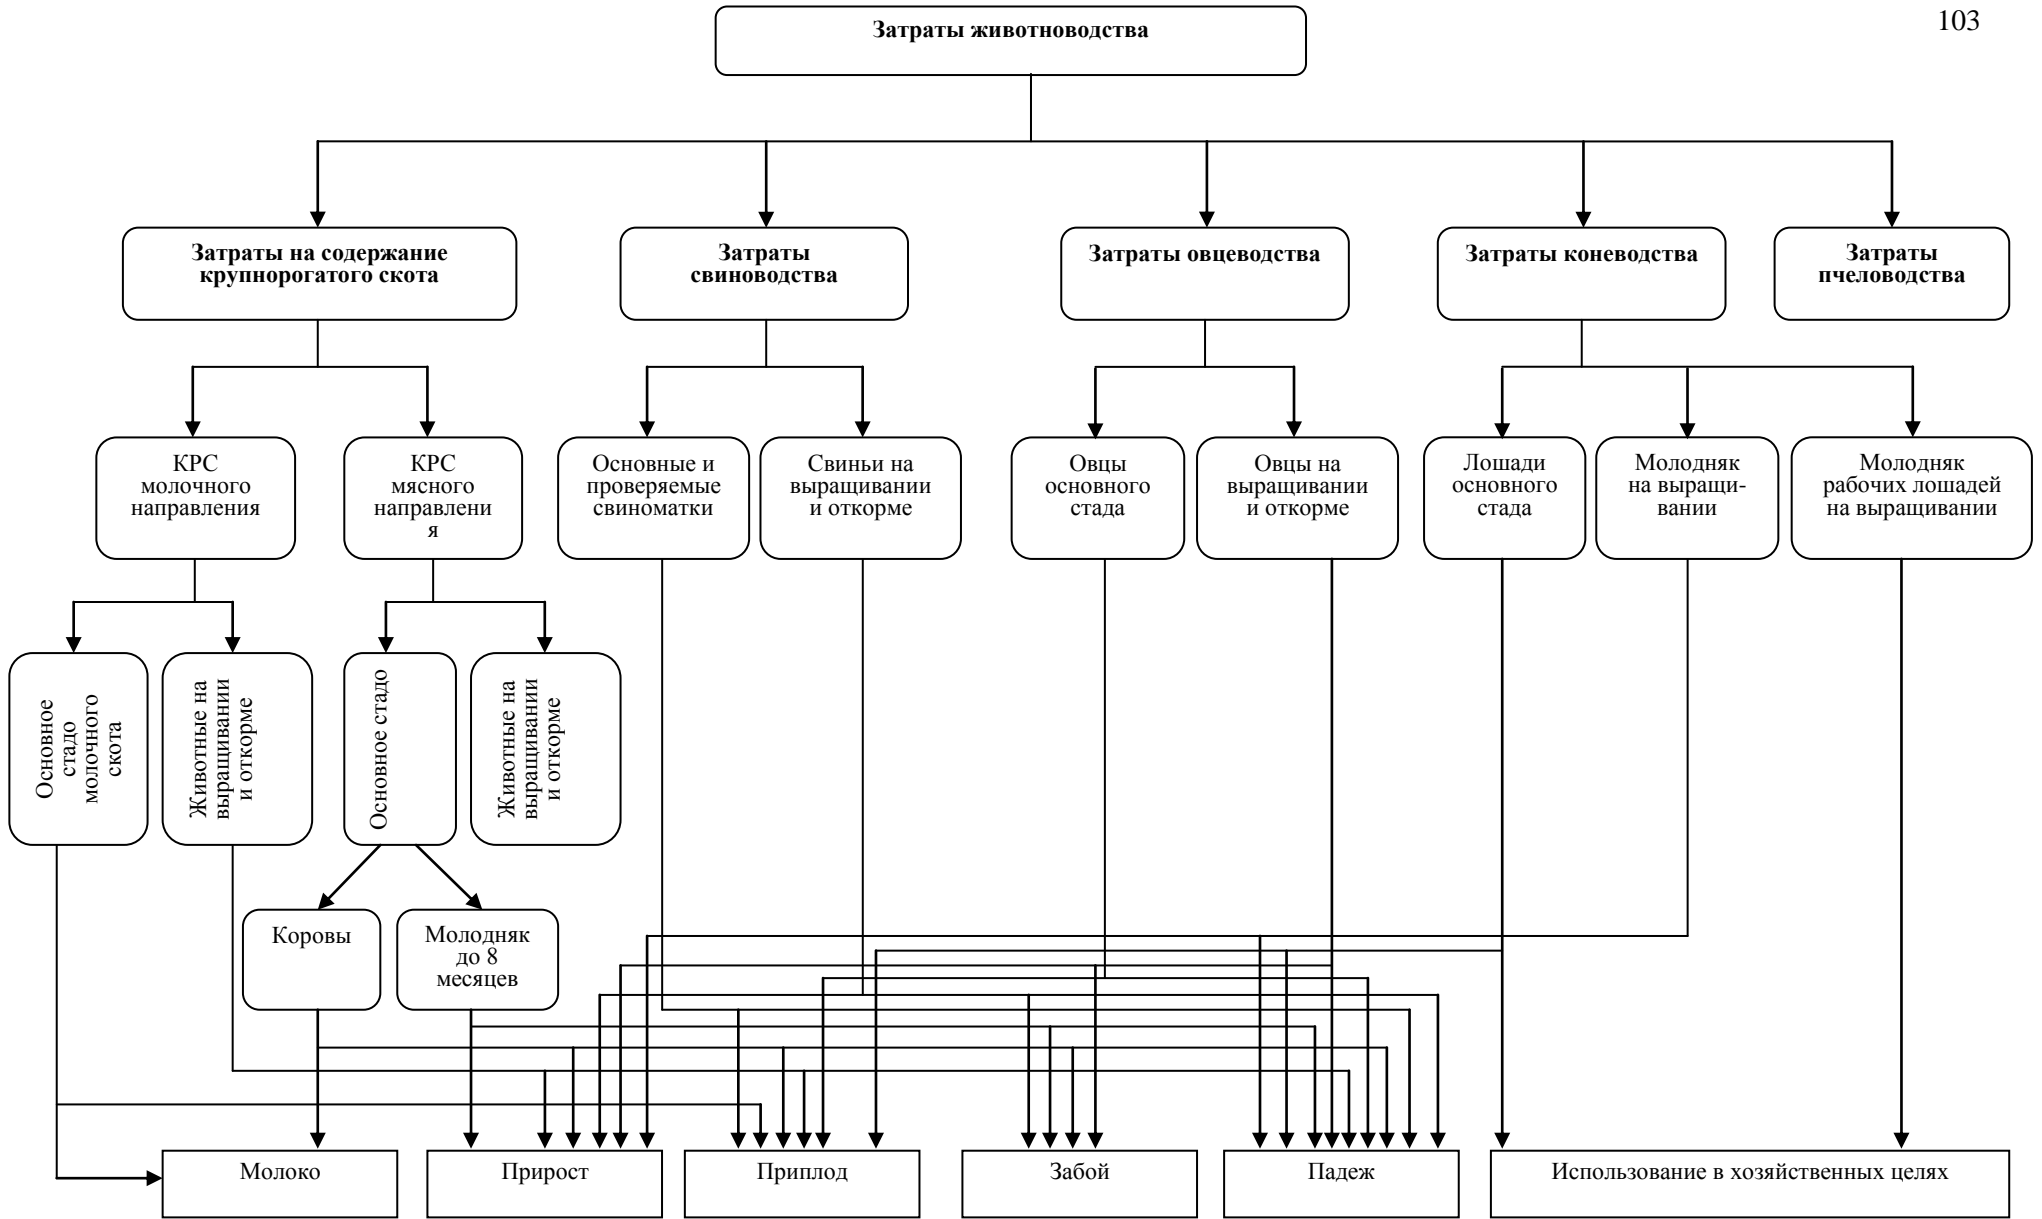 103
Затраты животноводства
Затраты на содержание
крупнорогатого скота
Затраты
свиноводства
Затраты овцеводства
Затраты коневодства
Затраты
пчеловодства
КРС
молочного
направления
КРС
мясного
направлени
я
Основные и
проверяемые
свиноматки
Свиньи на
выращивании
и откорме
Овцы
основного
стада
Овцы на
выращивании
и откорме
Лошади
основного
стада
Молодняк
на выращи-
вании
Молодняк
рабочих лошадей
на выращивании
Основное
стадо
молочного
скота
Животные на
выращивании
и откорме
Основное стадо
Животные на
выращивании
и откорме
Коровы
Молодняк
до 8
месяцев
Молоко
Прирост
Приплод
Забой
Падеж
Использование в хозяйственных целях